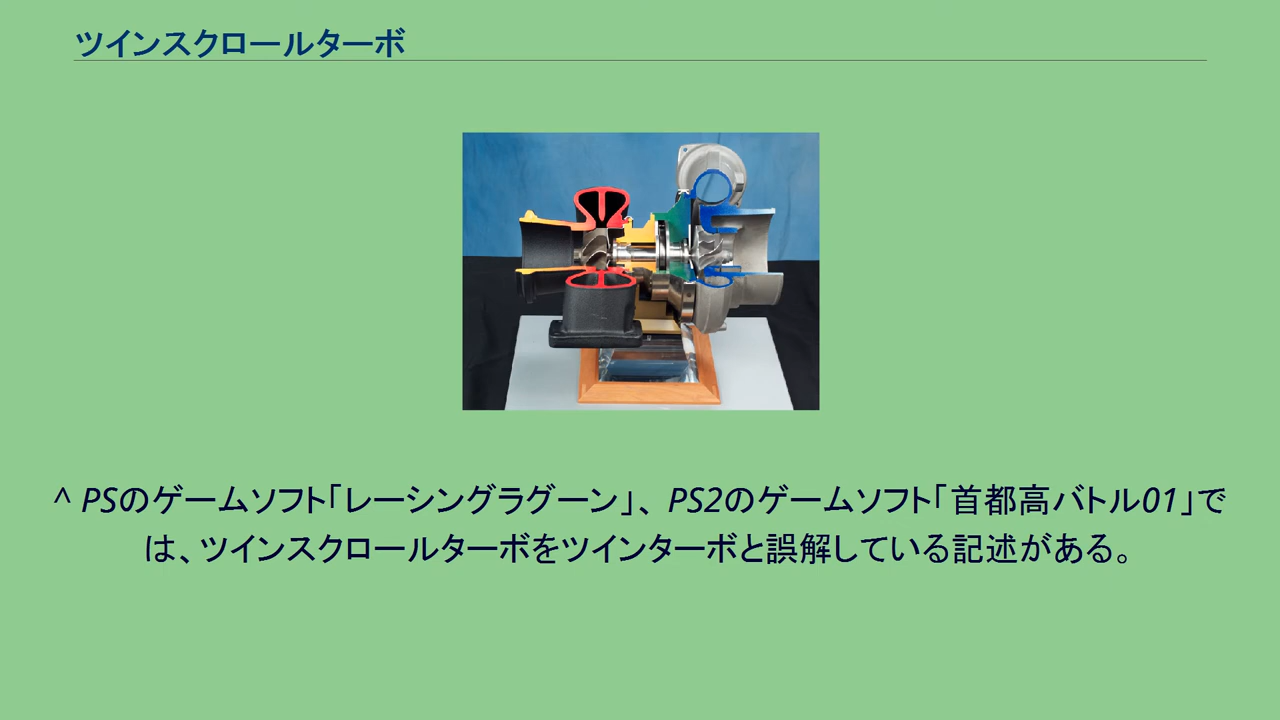 ツインスクロールターボ
^ PSのゲームソフト｢レーシングラグーン｣、PS2のゲームソフト｢首都高バトル01｣で
は、ツインスクロールターボをツインターボと誤解している記述がある。